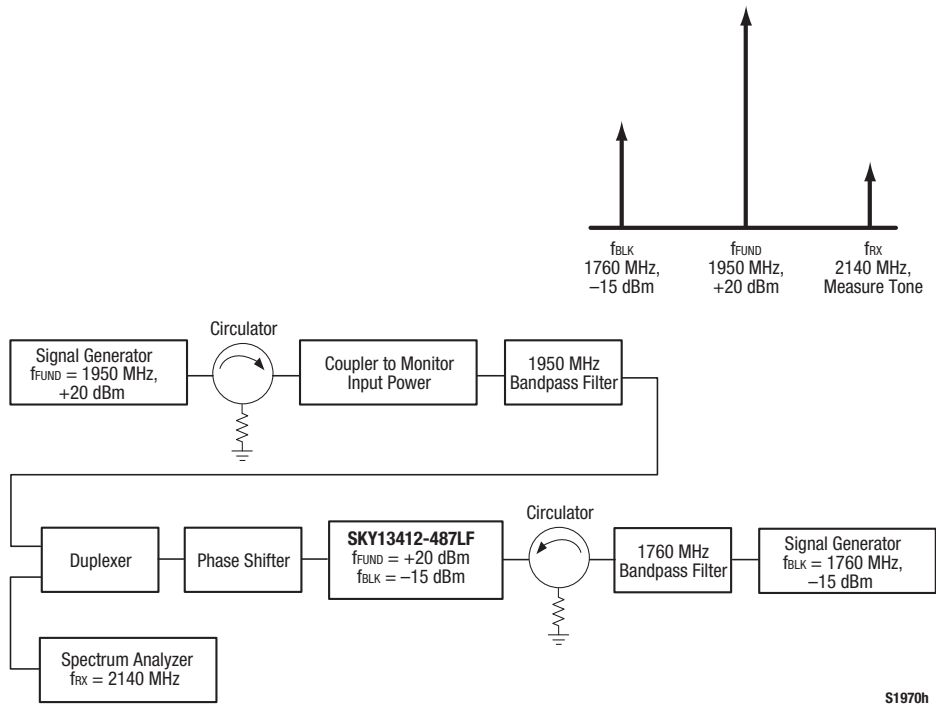 fBLK
1760 MHz,
–15 dBm
fFUND
1950 MHz,
+20 dBm
fRX
2140 MHz,
Measure Tone
Circulator
Signal Generator
fFUND = 1950 MHz,
+20 dBm
Coupler to Monitor
Input Power
1950 MHz
Bandpass Filter
Circulator
Duplexer
Phase Shifter
SKY13412-487LF
fFUND = +20 dBm
fBLK = –15 dBm
1760 MHz
Bandpass Filter
Signal Generator
fBLK = 1760 MHz,
–15 dBm
Spectrum Analyzer
fRX = 2140 MHz
S1970h